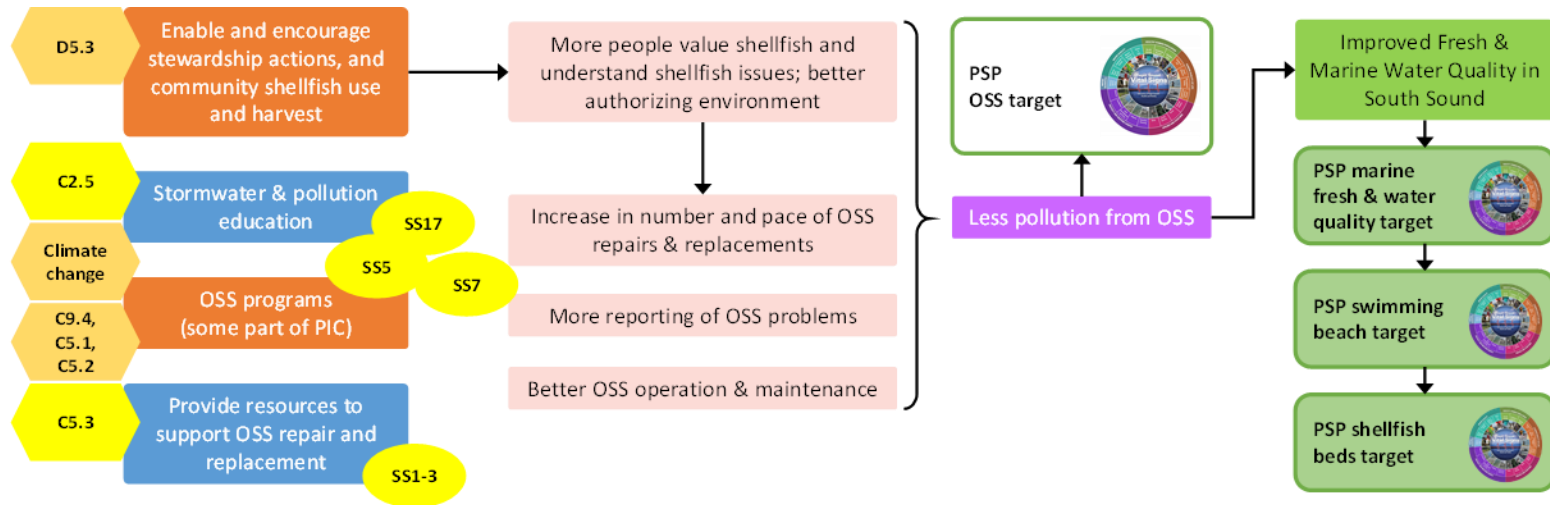 D5.3
Enable and encourage
stewardship actions, and
community shellfish use
and harvest
C2.5
Stormwater & pollution
education
SS17
SS5
SS7
Climate
change
OSS programs
(some part of PIC)
C9.4,
C5.1,
C5.2
C5.3
Provide resources to
support OSS repair and
replacement
SS1-3
More people value shellfish and
understand shellfish issues; better
authorizing environment
Increase in number and pace of OSS
repairs & replacements
More reporting of OSS problems
Better OSS operation & maintenance
PSP
OSS target
Less pollution from OSS
Improved Fresh &
Marine Water Quality in
South Sound
PSP marine
fresh & water
quality target
PSP swimming
beach target
PSP shellfish
beds target